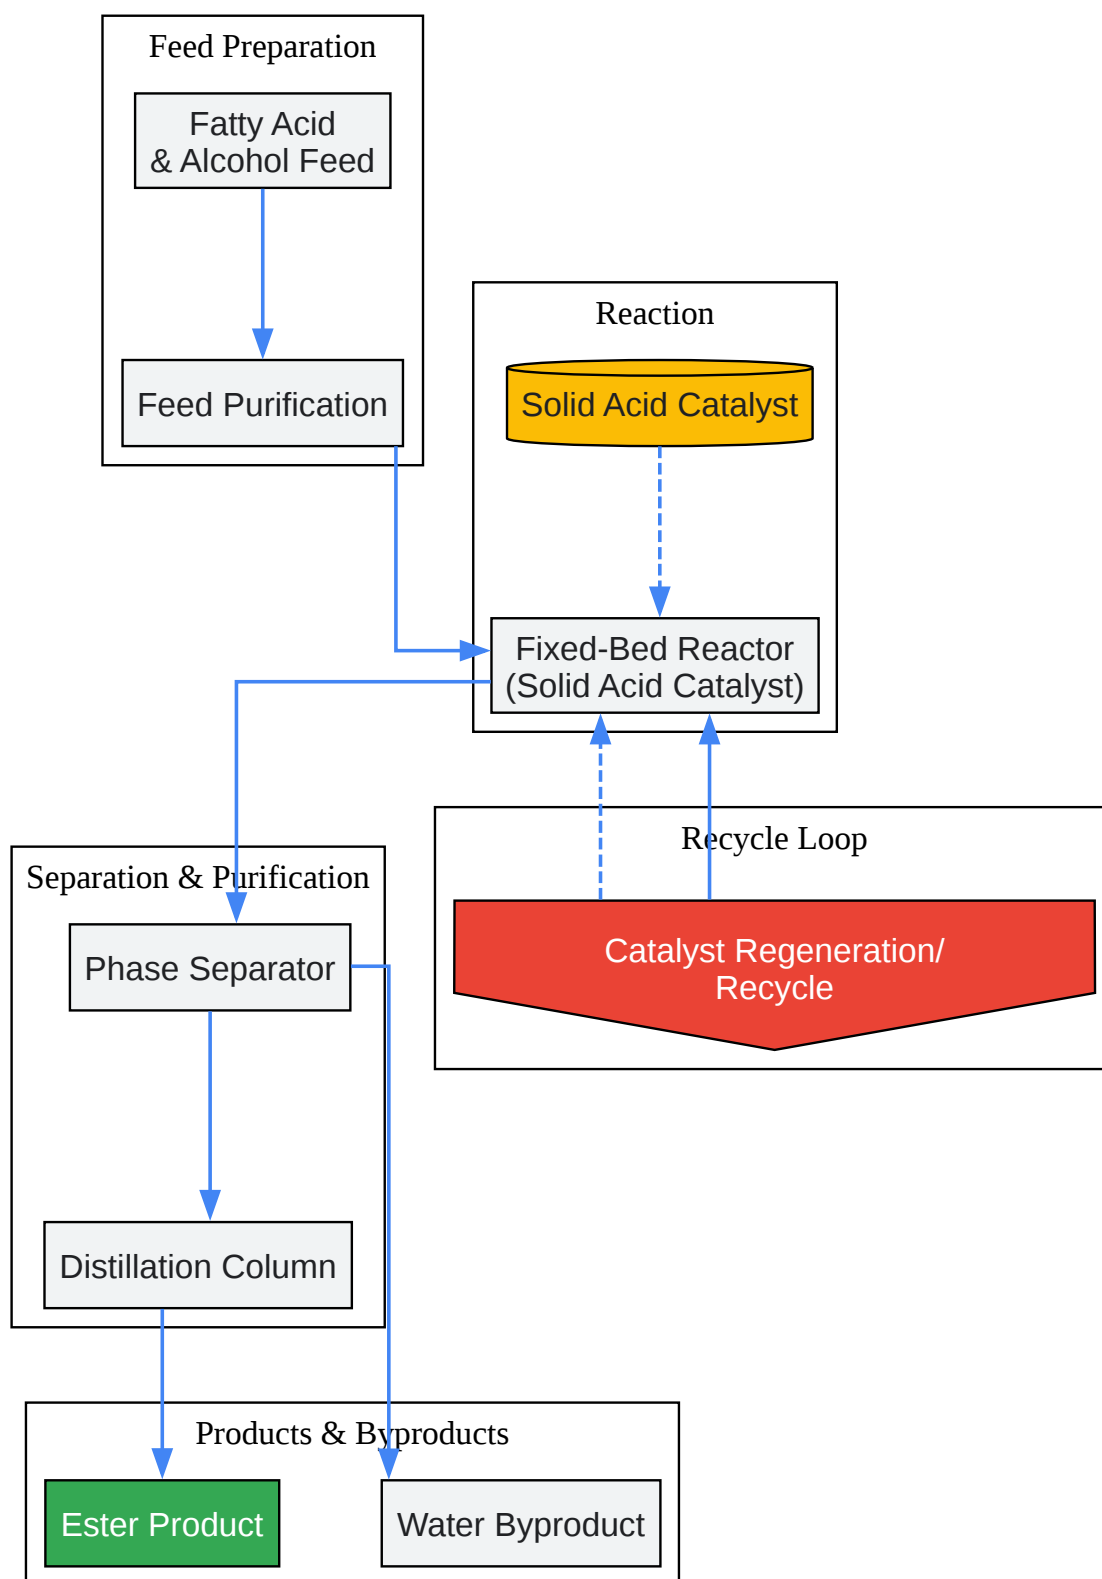 Feed Preparation
Fatty Acid
& Alcohol Feed
Feed Purification
Reaction
Solid Acid Catalyst
Fixed-Bed Reactor
(Solid Acid Catalyst)
Recycle Loop
Catalyst Regeneration/
Recycle
Separation & Purification
Phase Separator
Distillation Column
Products & Byproducts
Ester Product
Water Byproduct